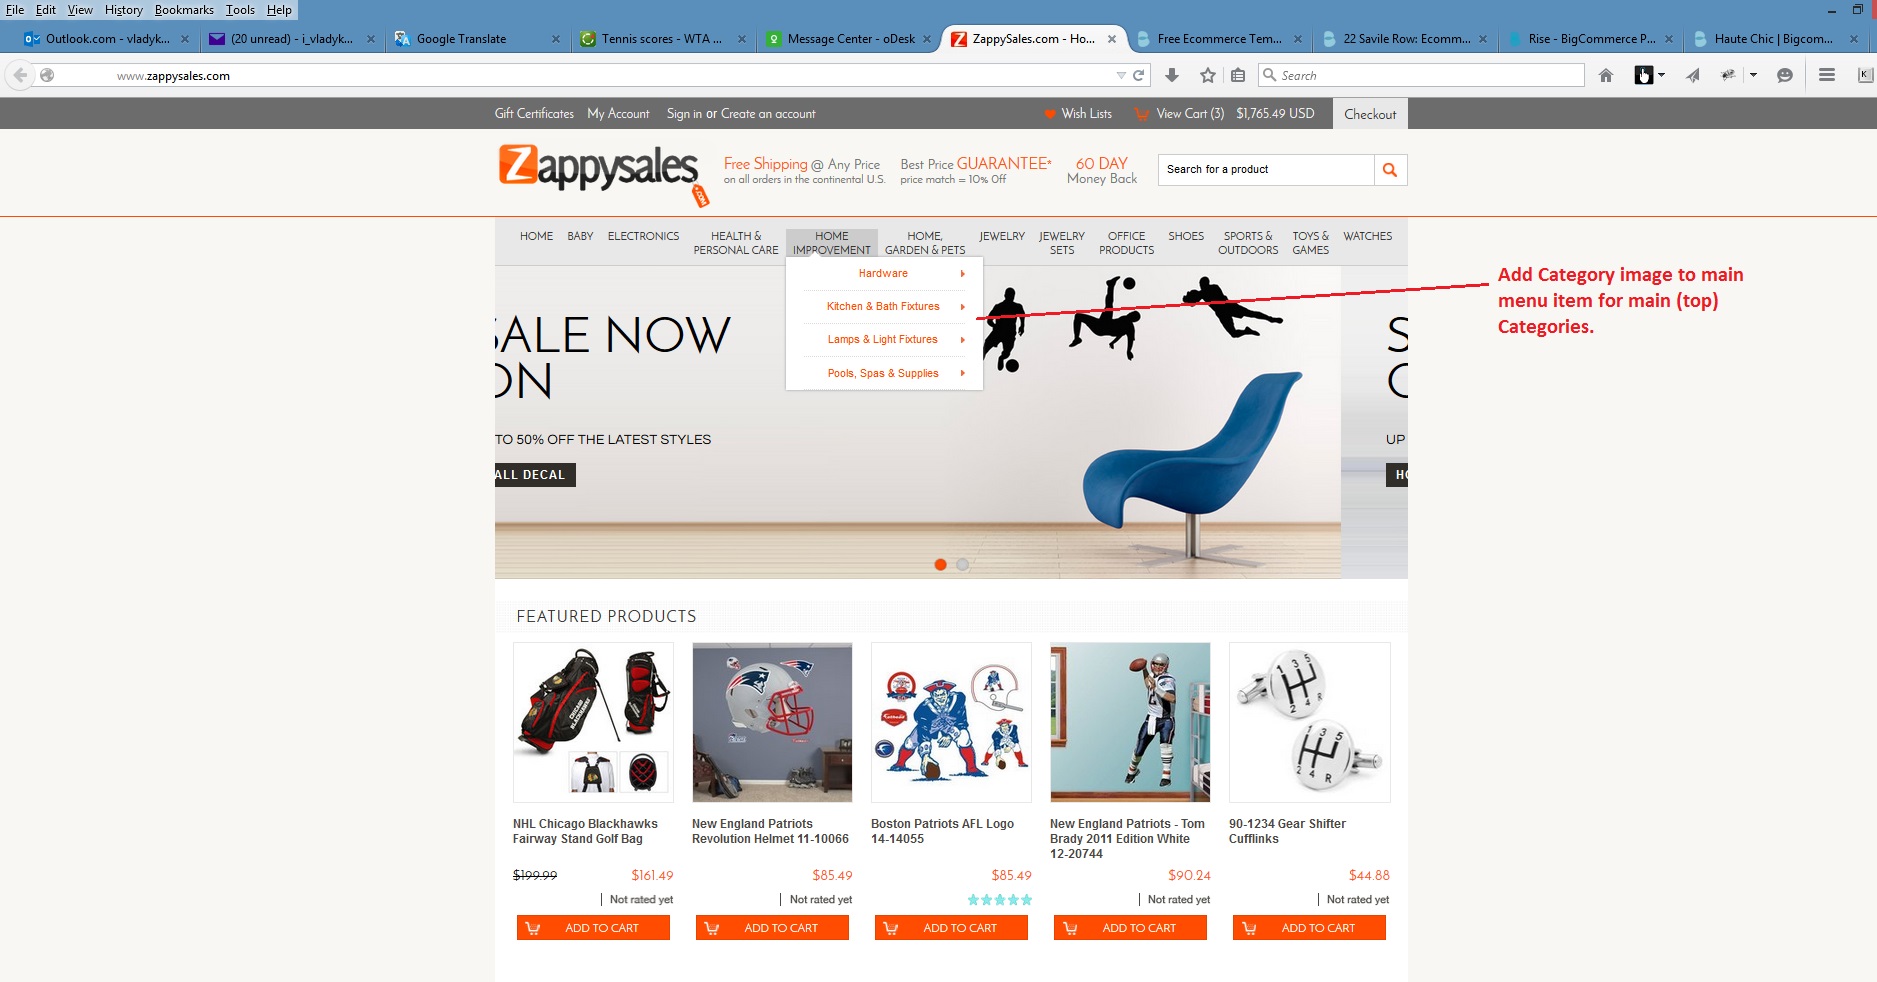 File Edit View History Bookmarks Tools Help
Outlook.com - vladyk... (20 unread) - i_vladyk... Google Translate Tennis scores - WTA ... Message Center - oDesk ZappySales.com - Ho... Free Ecommerce Tem... 22 Savile Row: Ecomm... Rise - BigCommerce P... Haute Chic | Bigcom...
www.zappysales.com Search
Gift Certificates My Account Sign in or Create an account Wish Lists View Cart (3) $1,765.49 USD Checkout
Zappysales
.COM
Free Shipping @ Any Price
on all orders in the continental U.S.
Best Price GUARANTEE*
price match = 10% Off
60 DAY
Money Back
Search for a product
HOME BABY ELECTRONICS HEALTH & PERSONAL CARE HOME IMPROVEMENT HOME, GARDEN & PETS JEWELRY JEWELRY SETS OFFICE PRODUCTS SHOES SPORTS & OUTDOORS TOYS & GAMES WATCHES
Hardware
Kitchen & Bath Fixtures
Lamps & Light Fixtures
Pools, Spas & Supplies
Add Category image to main
menu item for main (top)
Categories.
SALE NOW
ON
TO 50% OFF THE LATEST STYLES
ALL DECAL
S
UP
FEATURED PRODUCTS
NHL Chicago Blackhawks
Fairway Stand Golf Bag
$199.99 $161.49
Not rated yet
ADD TO CART
New England Patriots
Revolution Helmet 11-10066
$85.49
Not rated yet
ADD TO CART
Boston Patriots AFL Logo
14-14055
$85.49
ADD TO CART
New England Patriots - Tom
Brady 2011 Edition White
12-20744
$90.24
Not rated yet
ADD TO CART
1 3 5
2 4 R
1 3 5
2 4 R
90-1234 Gear Shifter
Cufflinks
$44.88
Not rated yet
ADD TO CART